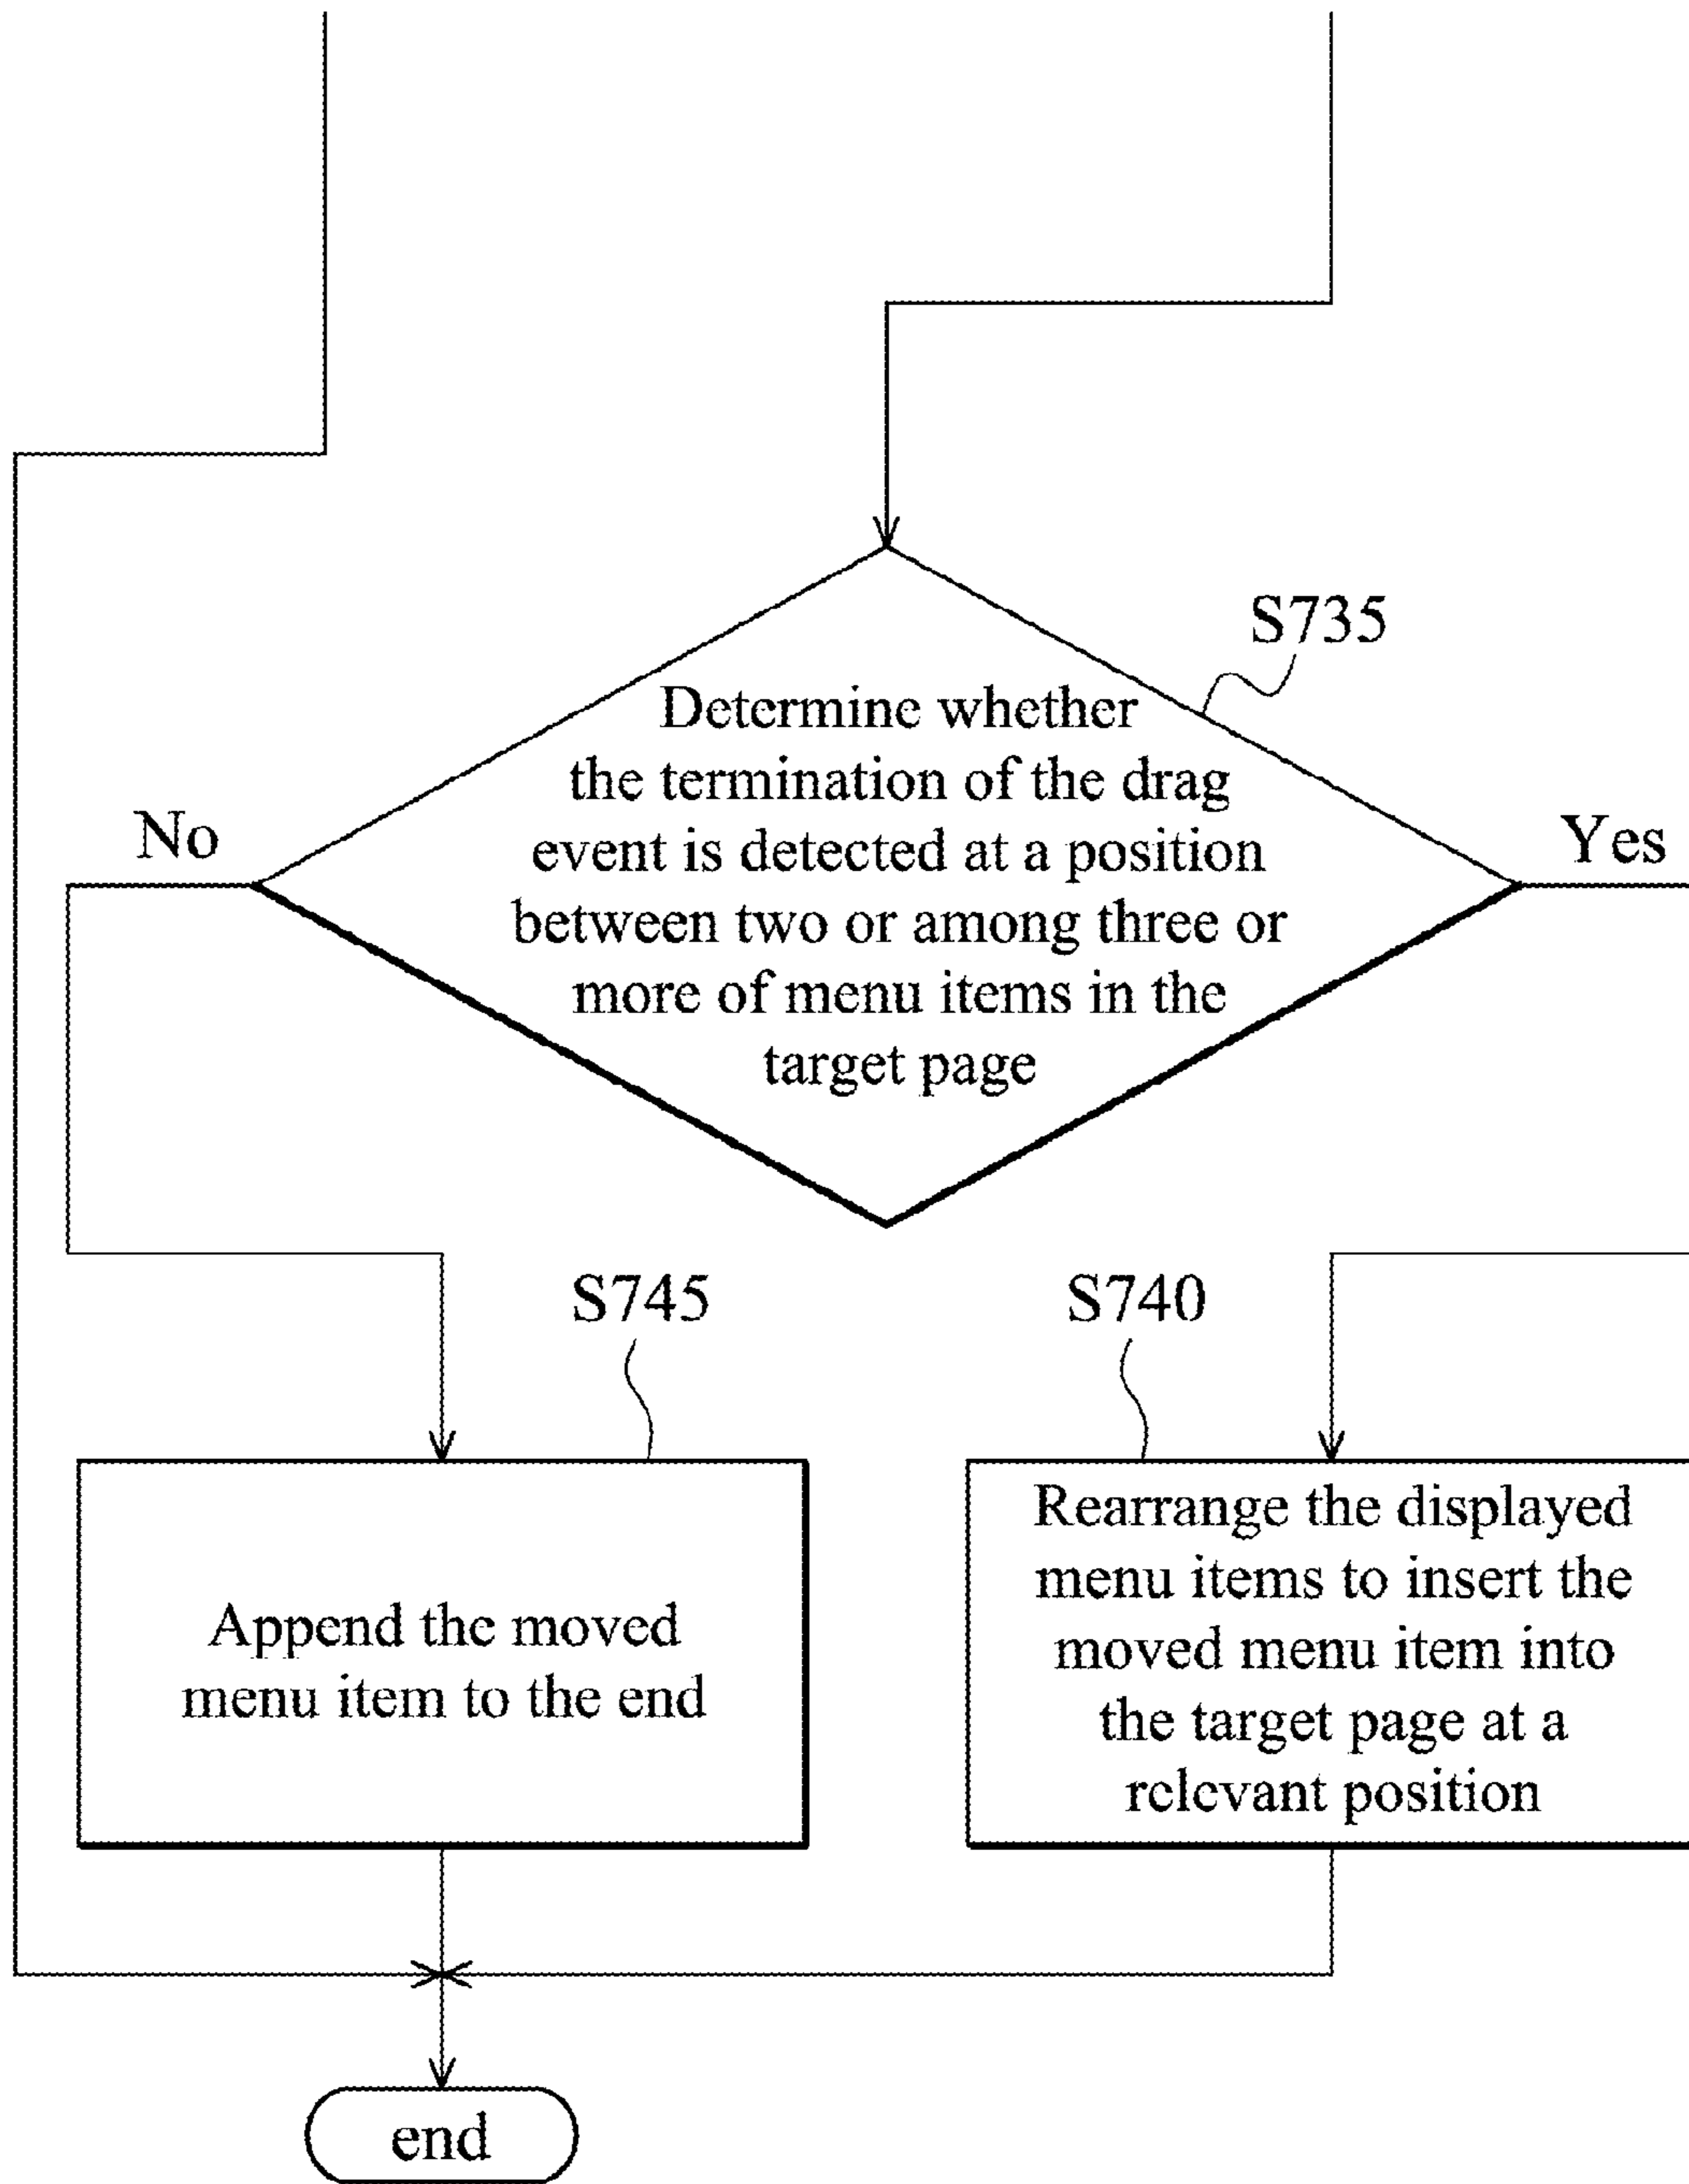 S735
Determine whether
the termination of the drag
event is detected at a position
between two or among three or
more of menu items in the
target page
No
Yes
S745
S740
Append the moved
menu item to the end
Rearrange the displayed
menu items to insert the
moved menu item into
the target page at a
relevant position
end